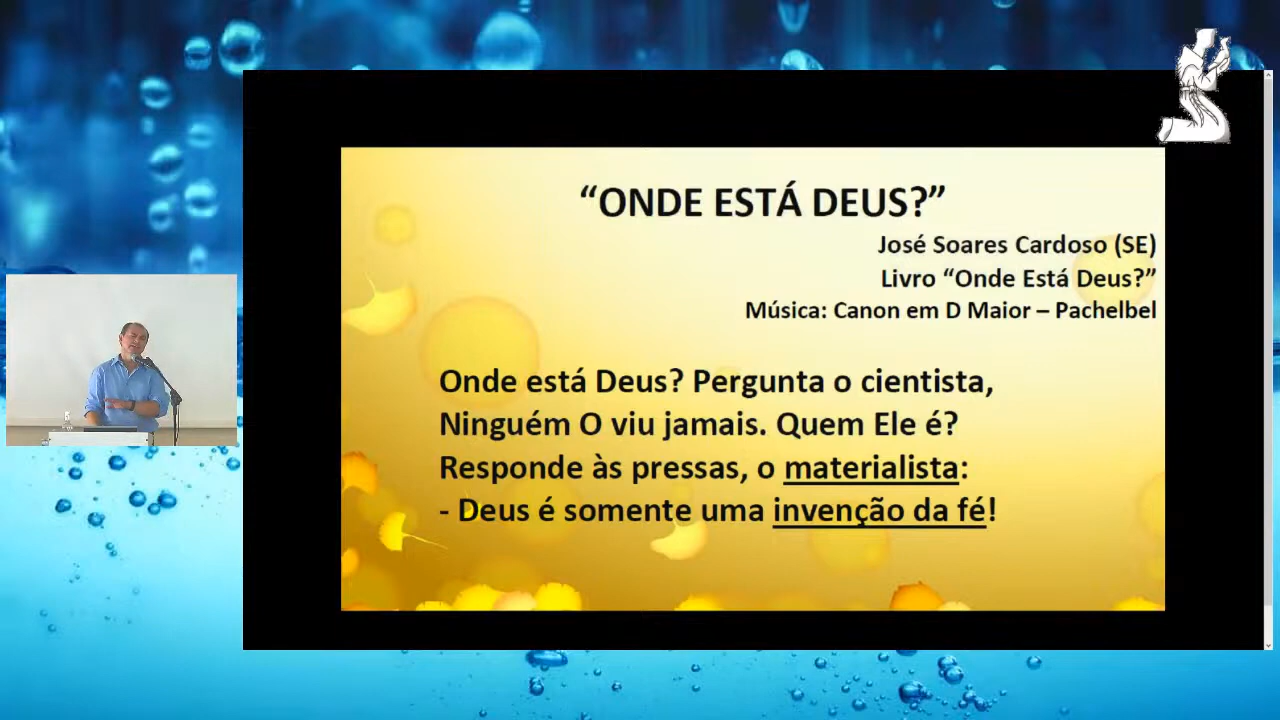 “ONDE ESTÁ DEUS?”
José Soares Cardoso (SE)
Livro “Onde Está Deus?”
Música: Canon em D Maior – Pachelbel
Onde está Deus? Pergunta o cientista,
Ninguém O viu jamais. Quem Ele é?
Responde às pressas, o materialista:
- Deus é somente uma invenção da fé!